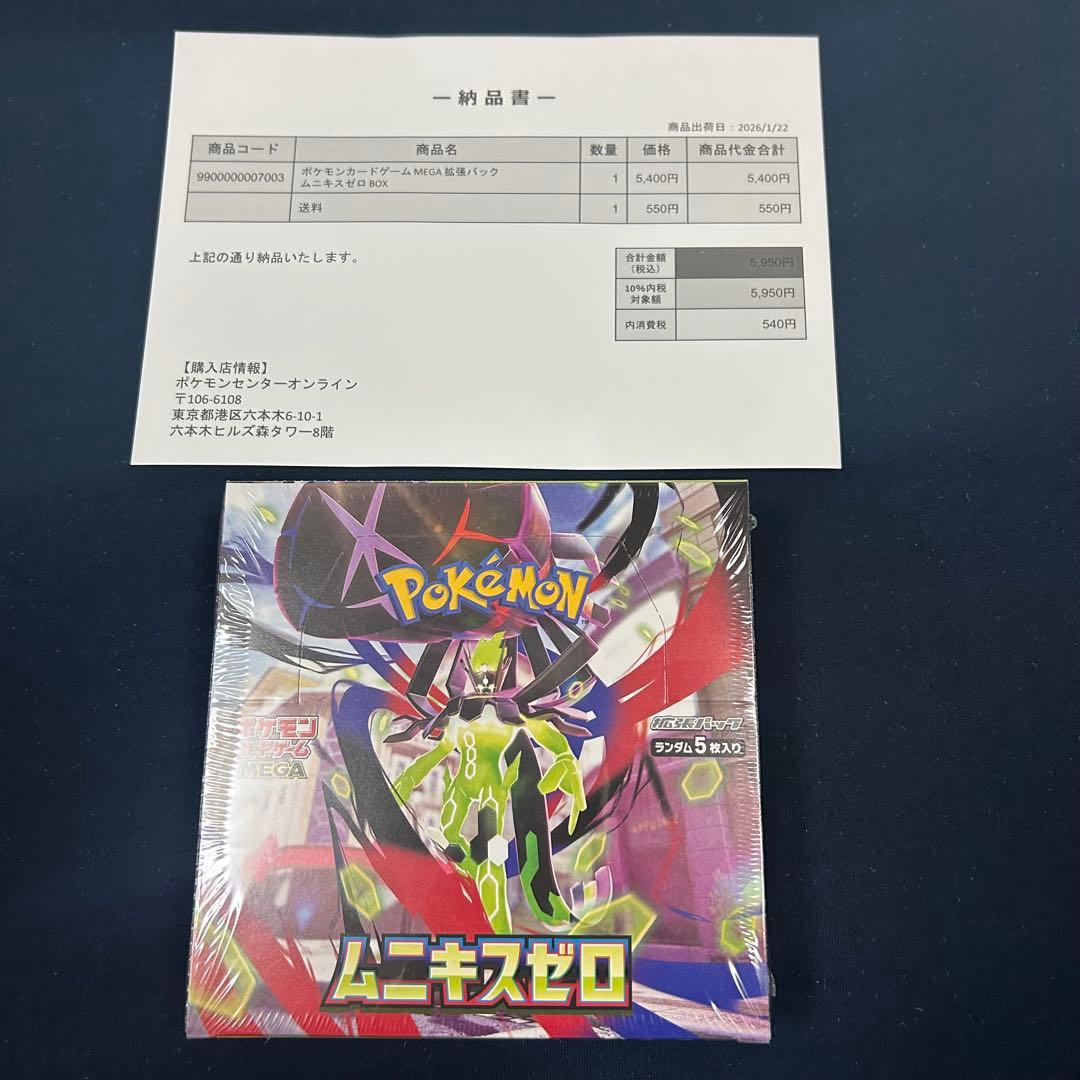 ー納品書ー
商品出荷日:2026/1/22
商品コード 商品名 数量 価格 商品代金合計
9900000007003 ポケモンカードゲーム MEGA 拡張パック 1 5,400円 5,400円
ムニキスゼロ BOX
送料 1 550円 550円
上記の通り納品いたします。
合計金額
(税込) 5,950円
10%内税
対象額 5,950円
内消費税 540円
【購入店情報】
ポケモンセンターオンライン
〒106-6108
東京都港区六本木6-10-1
六本木ヒルズ森タワー8階
POKéMON™
ポケモン
カードゲーム
MEGA
拡張パック
ランダム5枚入り
ムニキスゼロ